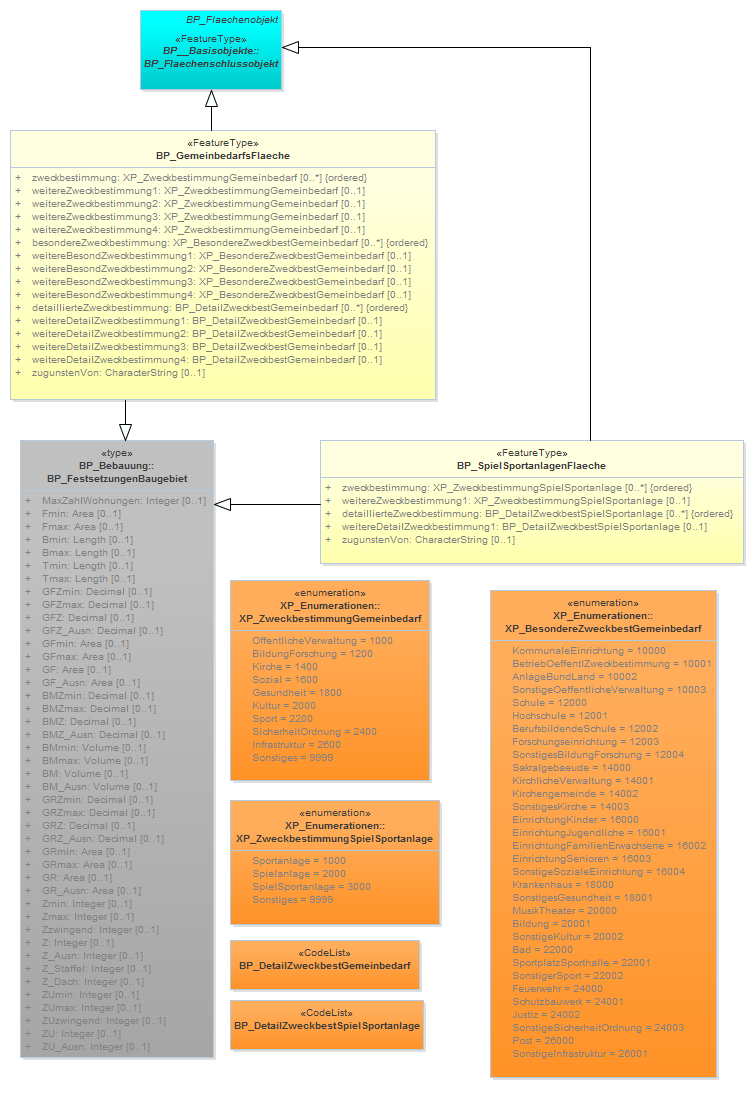 BP_Flaechenobjekt
«FeatureType»
BP__Basisobjekte::
BP_Flaechenschlussobjekt
«FeatureType»
BP_GemeinbedarfsFlaeche
+ zweckbestimmung: XP_ZweckbestimmungGemeinbedarf [0..*] {ordered}
+ weitereZweckbestimmung1: XP_ZweckbestimmungGemeinbedarf [0..1]
+ weitereZweckbestimmung2: XP_ZweckbestimmungGemeinbedarf [0..1]
+ weitereZweckbestimmung3: XP_ZweckbestimmungGemeinbedarf [0..1]
+ weitereZweckbestimmung4: XP_ZweckbestimmungGemeinbedarf [0..1]
+ besondereZweckbestimmung: XP_BesondereZweckbestGemeinbedarf [0..*] {ordered}
+ weitereBesondZweckbestimmung1: XP_BesondereZweckbestGemeinbedarf [0..1]
+ weitereBesondZweckbestimmung2: XP_BesondereZweckbestGemeinbedarf [0..1]
+ weitereBesondZweckbestimmung3: XP_BesondereZweckbestGemeinbedarf [0..1]
+ weitereBesondZweckbestimmung4: XP_BesondereZweckbestGemeinbedarf [0..1]
+ detaillierteZweckbestimmung: BP_DetailZweckbestGemeinbedarf [0..*] {ordered}
+ weitereDetailZweckbestimmung1: BP_DetailZweckbestGemeinbedarf [0..1]
+ weitereDetailZweckbestimmung2: BP_DetailZweckbestGemeinbedarf [0..1]
+ weitereDetailZweckbestimmung3: BP_DetailZweckbestGemeinbedarf [0..1]
+ weitereDetailZweckbestimmung4: BP_DetailZweckbestGemeinbedarf [0..1]
+ zugunstenVon: CharacterString [0..1]
«type»
BP_Bebauung::
BP_FestsetzungenBaugebiet
+ MaxZahlWohnungen: Integer [0..1]
+ Fmin: Area [0..1]
+ Fmax: Area [0..1]
+ Bmin: Length [0..1]
+ Bmax: Length [0..1]
+ Tmin: Length [0..1]
+ Tmax: Length [0..1]
+ GFZmin: Decimal [0..1]
+ GFZmax: Decimal [0..1]
+ GFZ: Decimal [0..1]
+ GFZ_Ausn: Decimal [0..1]
+ GFmin: Area [0..1]
+ GFmax: Area [0..1]
+ GF: Area [0..1]
+ GF_Ausn: Area [0..1]
+ BMZmin: Decimal [0..1]
+ BMZmax: Decimal [0..1]
+ BMZ: Decimal [0..1]
+ BMZ_Ausn: Decimal [0..1]
+ BMmin: Volume [0..1]
+ BMmax: Volume [0..1]
+ BM: Volume [0..1]
+ BM_Ausn: Volume [0..1]
+ GRZmin: Decimal [0..1]
+ GRZmax: Decimal [0..1]
+ GRZ: Decimal [0..1]
+ GRZ_Ausn: Decimal [0..1]
+ GRmin: Area [0..1]
+ GRmax: Area [0..1]
+ GR: Area [0..1]
+ GR_Ausn: Area [0..1]
+ Zmin: Integer [0..1]
+ Zmax: Integer [0..1]
+ Zzwingend: Integer [0..1]
+ Z: Integer [0..1]
+ Z_Ausn: Integer [0..1]
+ Z_Staffel: Integer [0..1]
+ Z_Dach: Integer [0..1]
+ ZUmin: Integer [0..1]
+ ZUmax: Integer [0..1]
+ ZUzwingend: Integer [0..1]
+ ZU: Integer [0..1]
+ ZU_Ausn: Integer [0..1]
«FeatureType»
BP_SpielSportanlagenFlaeche
+ zweckbestimmung: XP_ZweckbestimmungSpielSportanlage [0..*] {ordered}
+ weitereZweckbestimmung1: XP_ZweckbestimmungSpielSportanlage [0..1]
+ detaillierteZweckbestimmung: BP_DetailZweckbestSpielSportanlage [0..*] {ordered}
+ weitereDetailZweckbestimmung1: BP_DetailZweckbestSpielSportanlage [0..1]
+ zugunstenVon: CharacterString [0..1]
«enumeration»
XP_Enumerationen::
XP_ZweckbestimmungGemeinbedarf
OffentlicheVerwaltung = 1000
BildungForschung = 1200
Kirche = 1400
Sozial = 1600
Gesundheit = 1800
Kultur = 2000
Sport = 2200
SicherheitOrdnung = 2400
Infrastruktur = 2600
Sonstiges = 9999
«enumeration»
XP_Enumerationen::
XP_ZweckbestimmungSpielSportanlage
Sportanlage = 1000
Spielanlage = 2000
SpielSportanlage = 3000
Sonstiges = 9999
«CodeList»
BP_DetailZweckbestGemeinbedarf
«CodeList»
BP_DetailZweckbestSpielSportanlage
«enumeration»
XP_Enumerationen::
XP_BesondereZweckbestGemeinbedarf
KommunaleEinrichtung = 10000
BetriebOeffentlZweckbestimmung = 10001
AnlageBundLand = 10002
SonstigeOeffentlicheVerwaltung = 10003
Schule = 12000
Hochschule = 12001
BerufsbildendeSchule = 12002
Forschungseinrichtung = 12003
SonstigesBildungForschung = 12004
Sakralgebaeude = 14000
KirchlicheVerwaltung = 14001
Kirchengemeinde = 14002
SonstigesKirche = 14003
EinrichtungKinder = 16000
EinrichtungJugendliche = 16001
EinrichtungFamilienErwachsene = 16002
EinrichtungSenioren = 16003
SonstigeSozialeEinrichtung = 16004
Krankenhaus = 18000
SonstigesGesundheit = 18001
MusikTheater = 20000
Bildung = 20001
SonstigeKultur = 20002
Bad = 22000
SportplatzSporthalle = 22001
SonstigerSport = 22002
Feuerwehr = 24000
Schutzbauwerk = 24001
Justiz = 24002
SonstigeSicherheitOrdnung = 24003
Post = 26000
SonstigeInfrastruktur = 26001